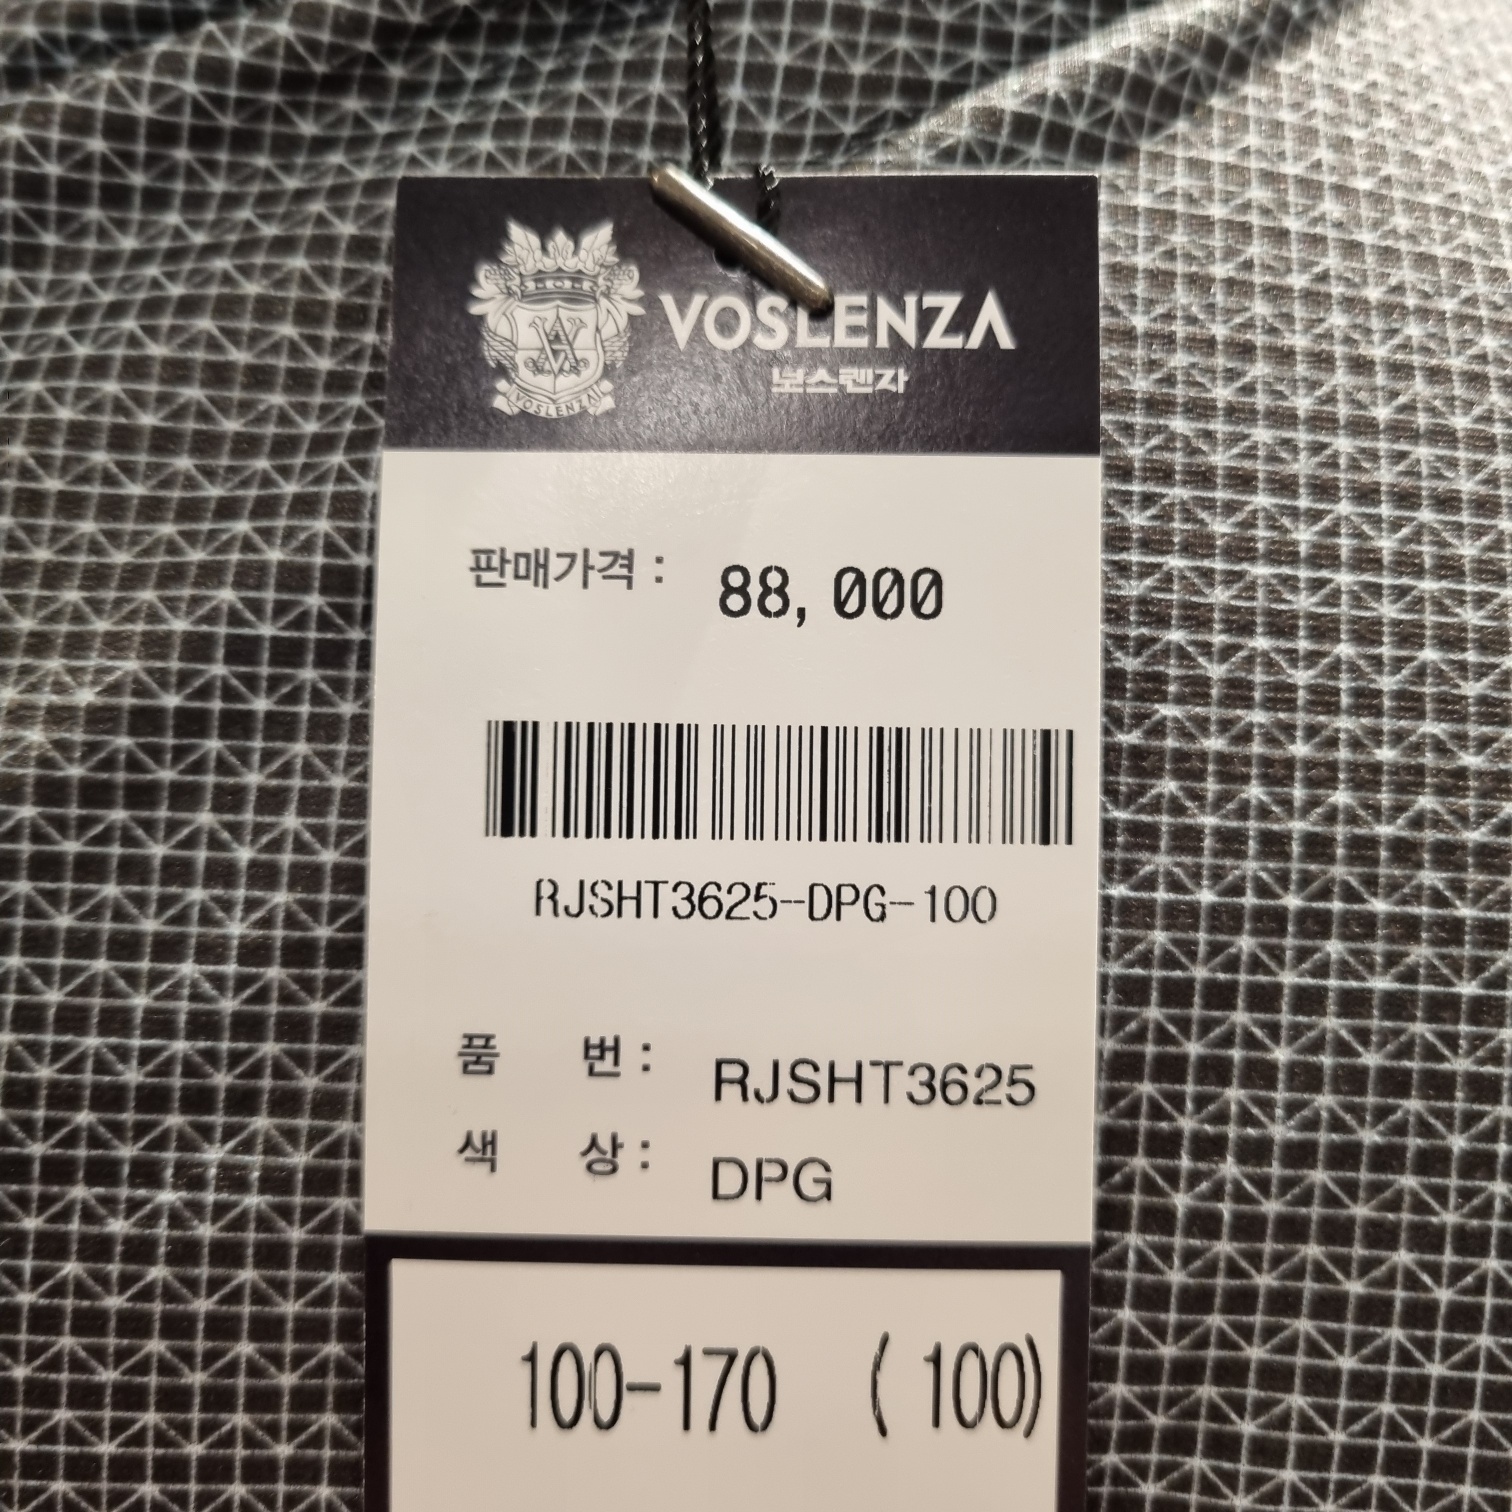 VOSLENZA
보스렌자
VOSLENZA
판매가격 : 88,000
RJSHT3625-DPG-100
품 번 : RJSHT3625
색 상 : DPG
100-170 ( 100)